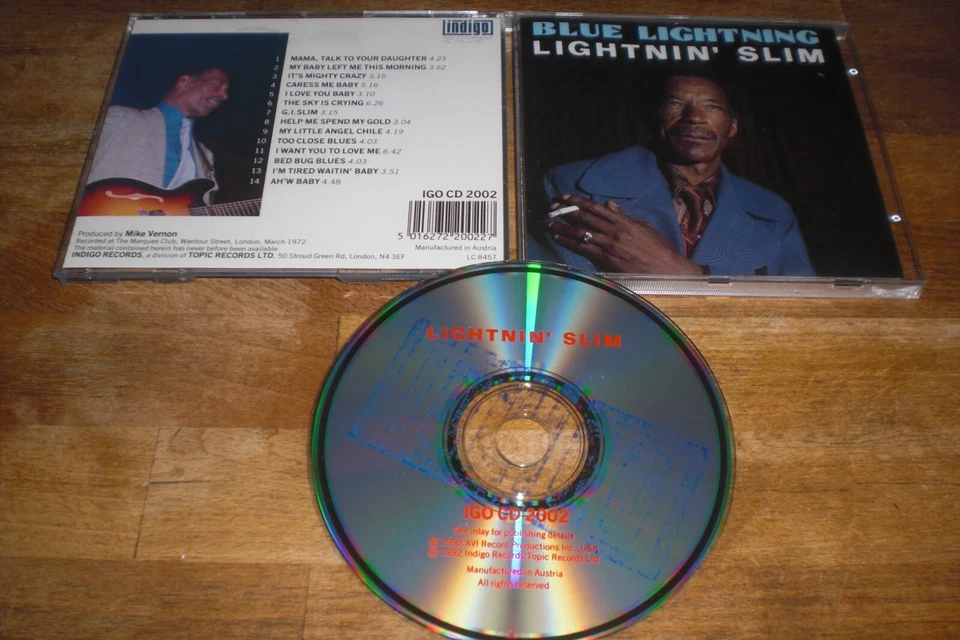 indigo
1 MAMA, TALK TO YOUR DAUGHTER 4.23
2 MY BABY LEFT ME THIS MORNING 3.52
3 IT'S MIGHTY CRAZY 3.15
4 CARESS ME BABY 5.16
5 I LOVE YOU BABY 3.10
6 THE SKY IS CRYING 6.26
7 G.I. SLIM 3.15
8 HELP ME SPEND MY GOLD 3.04
9 MY LITTLE ANGEL CHILE 4.19
10 TOO CLOSE BLUES 4.03
11 I WANT YOU TO LOVE ME 6.42
12 BED BUG BLUES 4.03
13 I'M TIRED WAITIN' BABY 3.51
14 AH'W BABY 4.48
IGO CD 2002
5 016272 200227
Manufactured in Austria
LC 8457
Produced by Mike Vernon
Recorded at The Marquee Club, Wardour Street, London, March 1972
The material contained herein has never before been available.
INDIGO RECORDS, a division of TOPIC RECORDS LTD, 50 Stroud Green Rd, London, N4 3EF
BLUE LIGHTNING
LIGHTNIN' SLIM
LIGHTNIN' SLIM
IGO CD 2002
See inlay for publishing details
℗ 1992 AVI Record Productions Inc., USA
© 1992 Indigo Records/Topic Records Ltd
Manufactured in Austria
All rights reserved